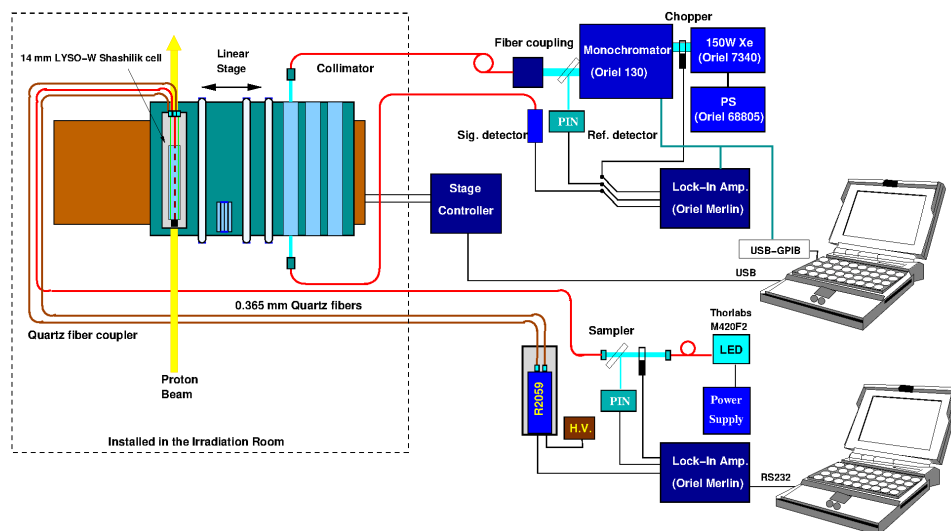 14 mm LYSO-W Shashilik cell
Linear
Stage
Collimator
Fiber coupling
Monochromator
(Oriel 130)
Chopper
150W Xe
(Oriel 7340)
PS
(Oriel 68805)
Sig. detector
PIN
Ref. detector
Stage
Controller
Lock-In Amp.
(Oriel Merlin)
USB-GPIB
USB
0.365 mm Quartz fibers
Quartz fiber coupler
Proton
Beam
Installed in the Irradiation Room
R2059
H.V.
Sampler
PIN
Thorlabs
M420F2
LED
Power
Supply
Lock-In Amp.
(Oriel Merlin)
RS232